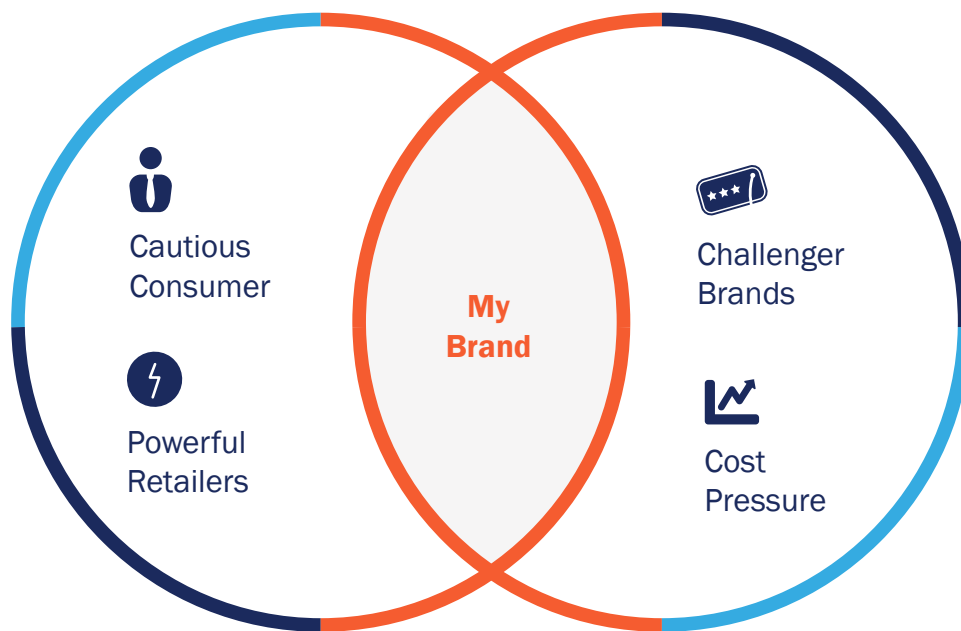 Cautious
Consumer
Powerful
Retailers
My
Brand
Challenger
Brands
Cost
Pressure